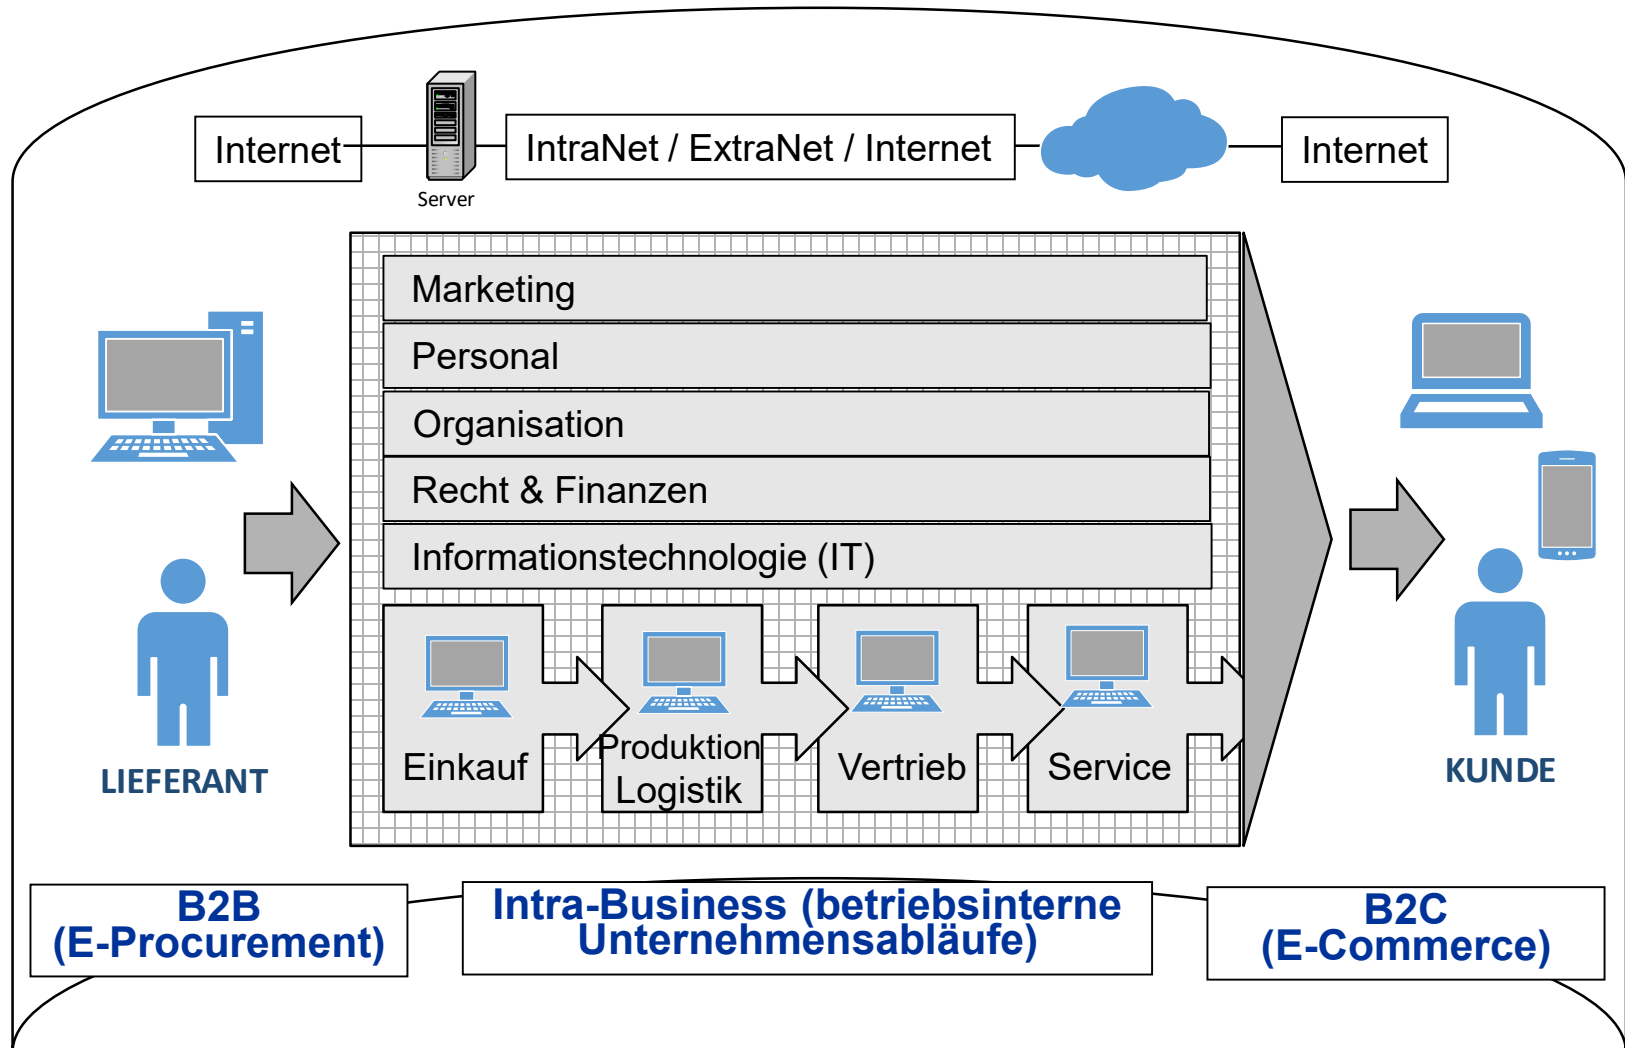 Internet
IntraNet / ExtraNet / Internet
Internet
Server
Marketing
Personal
Organisation
Recht & Finanzen
Informationstechnologie (IT)
Einkauf
Produktion
Logistik
Vertrieb
Service
LIEFERANT
KUNDE
B2B
(E-Procurement)
Intra-Business (betriebsinterne
Unternehmensabläufe)
B2C
(E-Commerce)